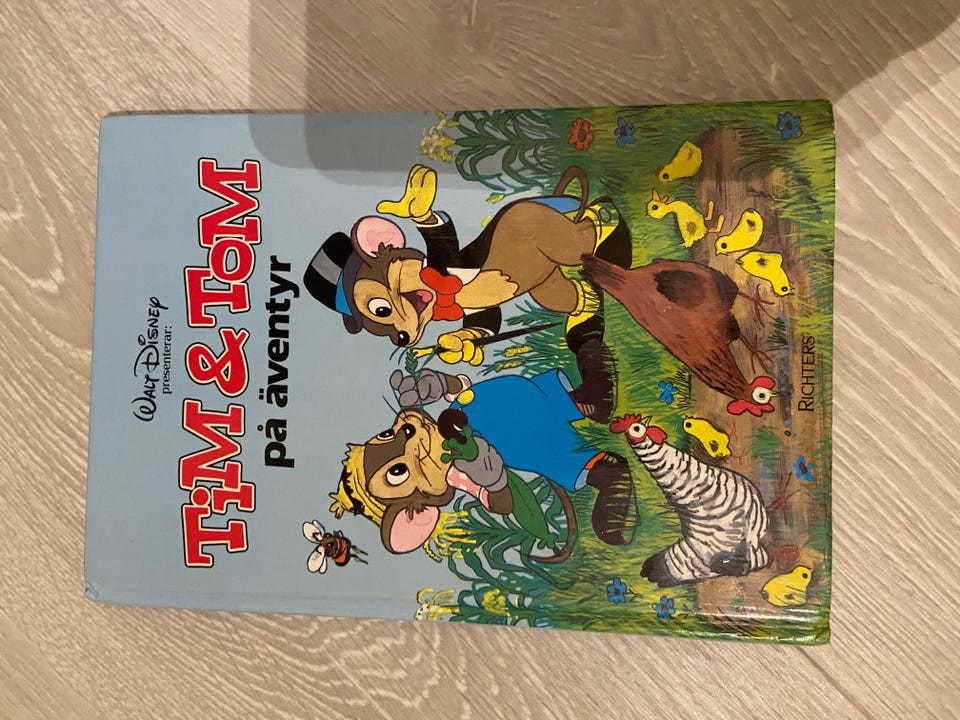 WALT DiSNEY
presenterar:
TiM & ToM
på äventyr
RICHTERS